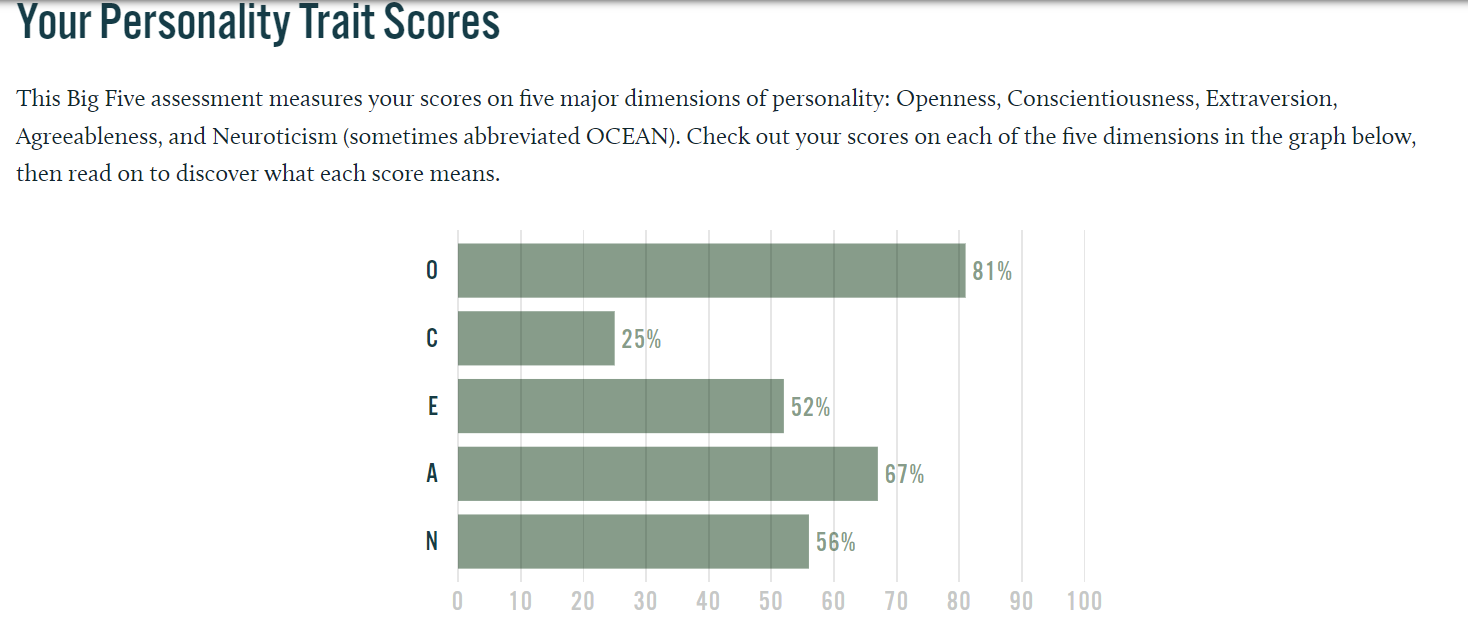 Your Personality Trait Scores
This Big Five assessment measures your scores on five major dimensions of personality: Openness, Conscientiousness, Extraversion,
Agreeableness, and Neuroticism (sometimes abbreviated OCEAN). Check out your scores on each of the five dimensions in the graph below,
then read on to discover what each score means.
O 81%
C 25%
E 52%
A 67%
N 56%
0 10 20 30 40 50 60 70 80 90 100